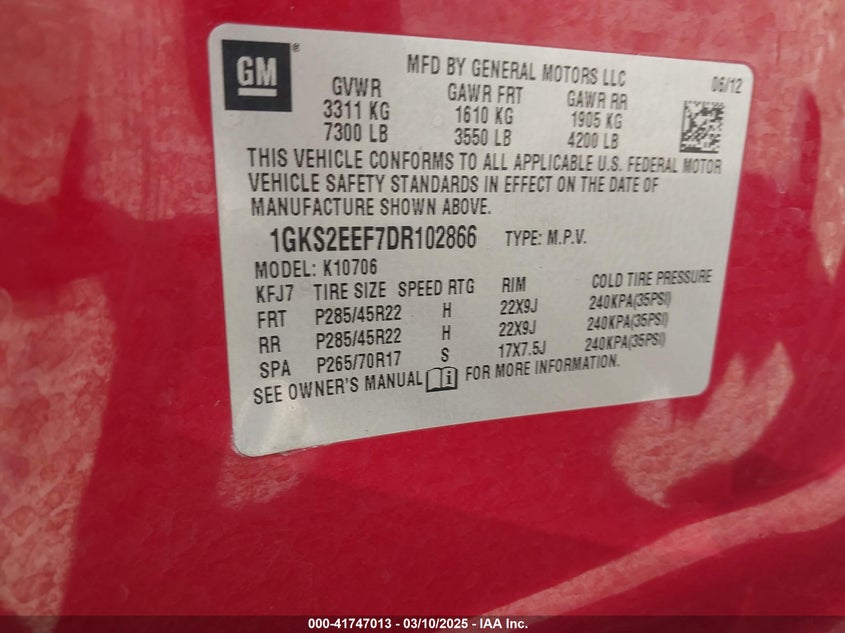 GM ®
MFD BY GENERAL MOTORS LLC 06/12
GVWR GAWR FRT GAWR RR
3311 KG 1610 KG 1905 KG
7300 LB 3550 LB 4200 LB
THIS VEHICLE CONFORMS TO ALL APPLICABLE U.S. FEDERAL MOTOR
VEHICLE SAFETY STANDARDS IN EFFECT ON THE DATE OF
MANUFACTURE SHOWN ABOVE.
1GKS2EEF7DR102866 TYPE: M.P.V.
MODEL: K10706
KFJ7 TIRE SIZE SPEED RTG RIM COLD TIRE PRESSURE
FRT P285/45R22 H 22X9J 240KPA(35PSI)
RR P285/45R22 H 22X9J 240KPA(35PSI)
SPA P265/70R17 S 17X7.5J 240KPA(35PSI)
SEE OWNER'S MANUAL i FOR MORE INFORMATION.
000-41747013 - 03/10/2025 - IAA Inc.